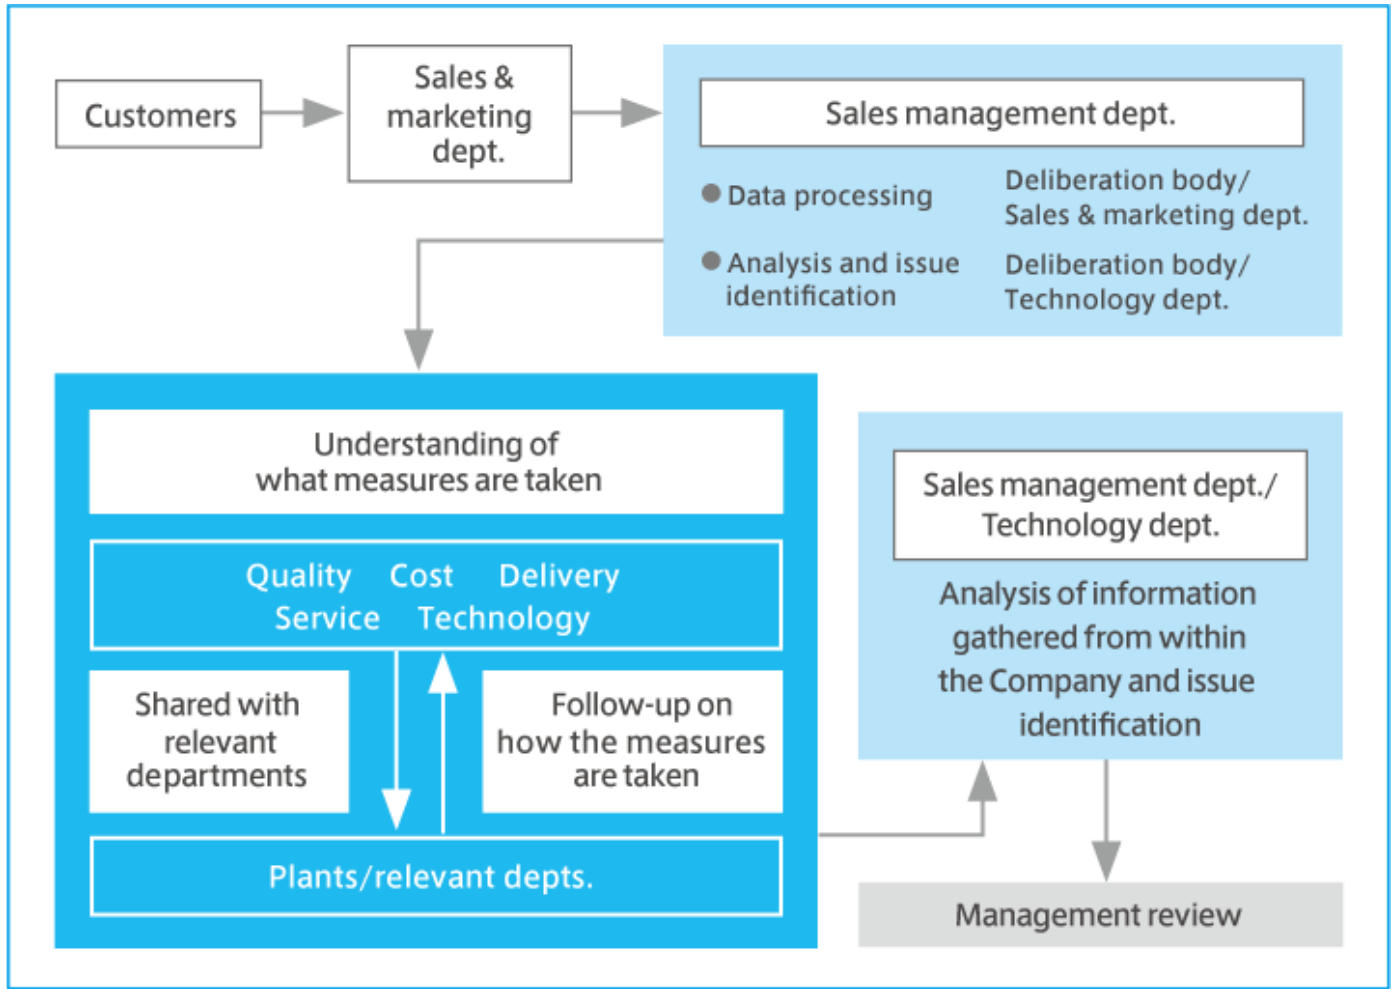 Customers
Sales &
marketing
dept.
Sales management dept.
● Data processing
Deliberation body/
Sales & marketing dept.
● Analysis and issue
identification
Deliberation body/
Technology dept.
Understanding of
what measures are taken
Quality Cost Delivery
Service Technology
Shared with
relevant
departments
Follow-up on
how the measures
are taken
Plants/relevant depts.
Sales management dept./
Technology dept.
Analysis of information
gathered from within
the Company and issue
identification
Management review